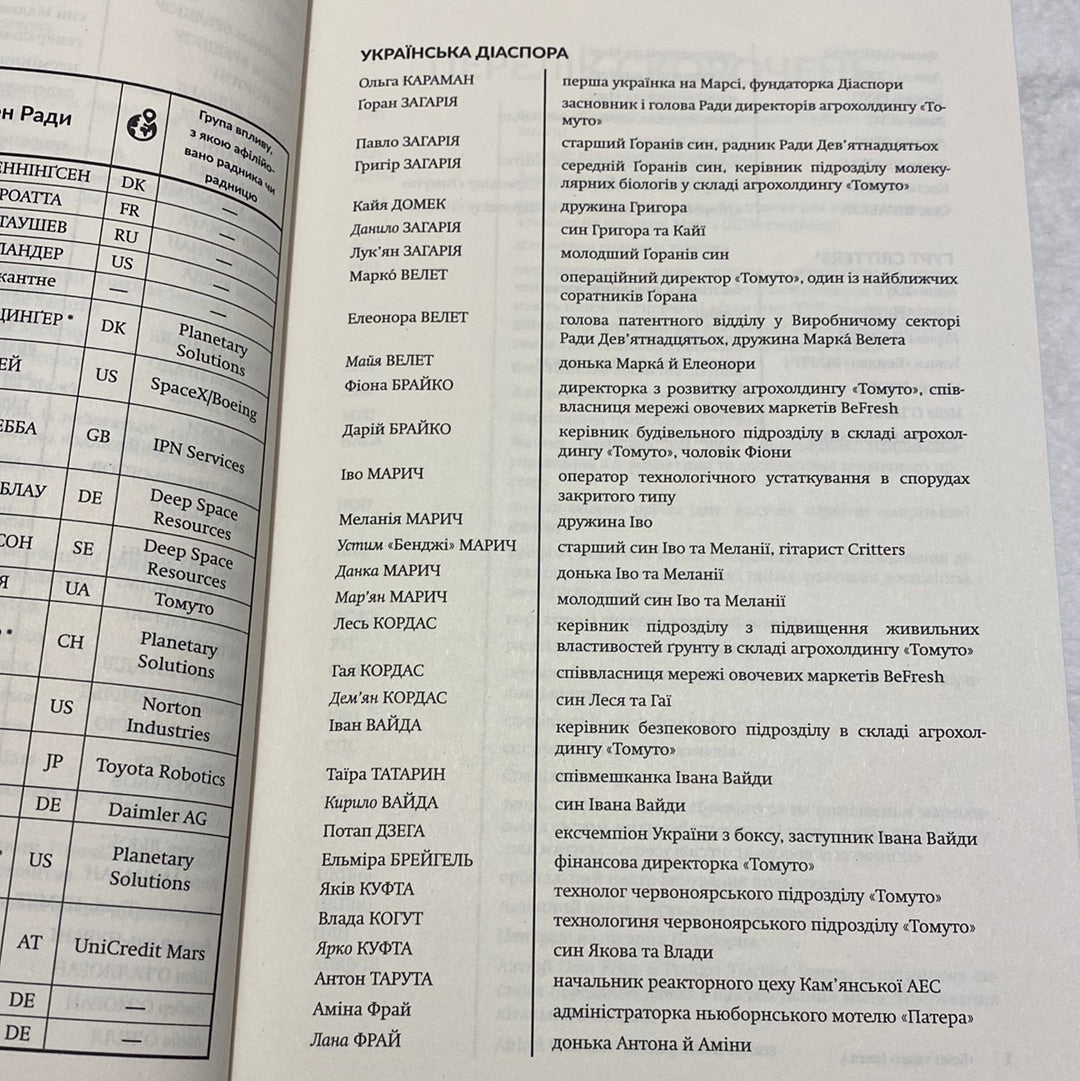 ен Ради
Група впливу,
з якою афілійо-
вано радника чи
радницю
ЕННІНҐСЕН DK —
РОАТТА FR —
ТАУШЕВ RU —
ЛАНДЕР US —
кантне — —
ЦИНҐЕР * DK Planetary
Solutions
ЕЙ US SpaceX/Boeing
ЕББА GB IPN Services
БЛАУ DE Deep Space
Resources
СОН SE Deep Space
Resources
Я UA Томуто
CH Planetary
Solutions
US Norton
Industries
JP Toyota Robotics
DE Daimler AG
US Planetary
Solutions
AT UniCredit Mars
DE —
DE —
УКРАЇНСЬКА ДІАСПОРА
Ольга КАРАМАН перша українка на Марсі, фундаторка Діаспори
Ґоран ЗАГАРІЯ засновник і голова Ради директорів агрохолдингу «То-
муто»
Павло ЗАГАРІЯ старший Ґоранів син, радник Ради Дев’ятнадцятьох
Григір ЗАГАРІЯ середній Ґоранів син, керівник підрозділу молеку-
лярних біологів у складі агрохолдингу «Томуто»
Кайя ДОМЕК дружина Григора
Данило ЗАГАРІЯ син Григора та Кайї
Лук’ян ЗАГАРІЯ молодший Ґоранів син
Марко́ ВЕЛЕТ операційний директор «Томуто», один із найближчих
соратників Ґорана
Елеонора ВЕЛЕТ голова патентного відділу у Виробничому секторі
Ради Дев’ятнадцятьох, дружина Марка́ Велета
Майя ВЕЛЕТ донька Марка́ й Елеонори
Фіона БРАЙКО директорка з розвитку агрохолдингу «Томуто», спів-
власниця мережі овочевих маркетів BeFresh
Дарій БРАЙКО керівник будівельного підрозділу в складі агрохол-
дингу «Томуто», чоловік Фіони
Іво МАРИЧ оператор технологічного устаткування в спорудах
закритого типу
Меланія МАРИЧ дружина Іво
Устим «Бенджі» МАРИЧ старший син Іво та Меланії, гітарист Critters
Данка МАРИЧ донька Іво та Меланії
Мар’ян МАРИЧ молодший син Іво та Меланії
Лесь КОРДАС керівник підрозділу з підвищення живильних
властивостей ґрунту в складі агрохолдингу «Томуто»
Гая КОРДАС співвласниця мережі овочевих маркетів BeFresh
Дем’ян КОРДАС син Леся та Гаї
Іван ВАЙДА керівник безпекового підрозділу в складі агрохол-
дингу «Томуто»
Таїра ТАТАРИН співмешканка Івана Вайди
Кирило ВАЙДА син Івана Вайди
Потап ДЗЕГА ексчемпіон України з боксу, заступник Івана Вайди
Ельміра БРЕЙГЕЛЬ фінансова директорка «Томуто»
Яків КУФТА технолог червоноярського підрозділу «Томуто»
Влада КОГУТ технологиня червоноярського підрозділу «Томуто»
Ярко КУФТА син Якова та Влади
Антон ТАРУТА начальник реакторного цеху Кам’янської АЕС
Аміна Фрай адміністраторка ньюборнського мотелю «Патера»
Лана ФРАЙ донька Антона й Аміни